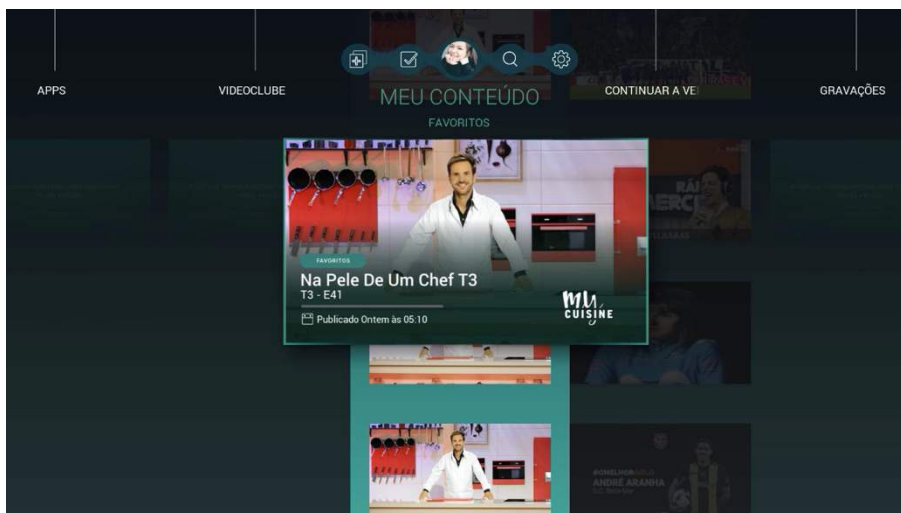 APPS
VIDEOCLUBE
MEU CONTEÚDO
CONTINUAR A VE
GRAVAÇÕES
FAVORITOS
FAVORITOS
Na Pele De Um Chef T3
T3 - E41
Publicado Ontem às 05:10
My
CUISINE
ANDRÉ ARANHA